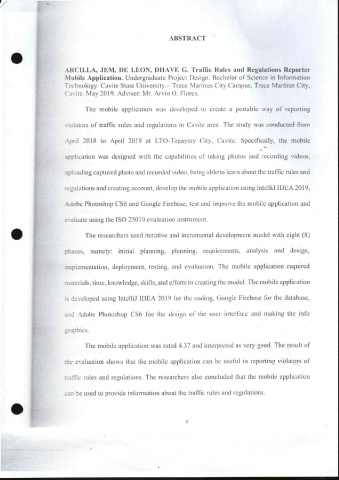 ABSTRACT
ARCILLA, JEM, DE LEON, DHAVE G. Traffic Rules and Regulations Reporter
Mobile Application. Undergraduate Project Design. Bachelor of Science in Information
Technology. Cavite State University – Trece Martires City Campus, Trece Martires City,
Cavite. May 2019. Adviser: Mr. Arvin O. Flores.
The mobile application was developed to create a portable way of reporting
violators of traffic rules and regulations in Cavite area. The study was conducted from
April 2018 to April 2019 at LTO-Tagaytay City, Cavite. Specifically, the mobile
application was designed with the capabilities of taking photos and recording videos,
uploading captured photo and recorded video, being able to learn about the traffic rules and
regulations and creating account, develop the mobile application using IntelliJ IDEA 2019,
Adobe Photoshop CS6 and Google Firebase, test and improve the mobile application and
evaluate using the ISO 25010 evaluation instrument.
The researchers used iterative and incremental development model with eight (8)
phases, namely: initial planning, planning, requirements, analysis and design,
implementation, deployment, testing, and evaluation. The mobile application required
materials, time, knowledge, skills, and efforts in creating the model. The mobile application
is developed using IntelliJ IDEA 2019 for the coding, Google Firebase for the database,
and Adobe Photoshop CS6 for the design of the user interface and making the info
graphics.
The mobile application was rated 4.37 and interpreted as very good. The result of
the evaluation shows that the mobile application can be useful in reporting violators of
traffic rules and regulations. The researchers also concluded that the mobile application
can be used to provide information about the traffic rules and regulations.
v